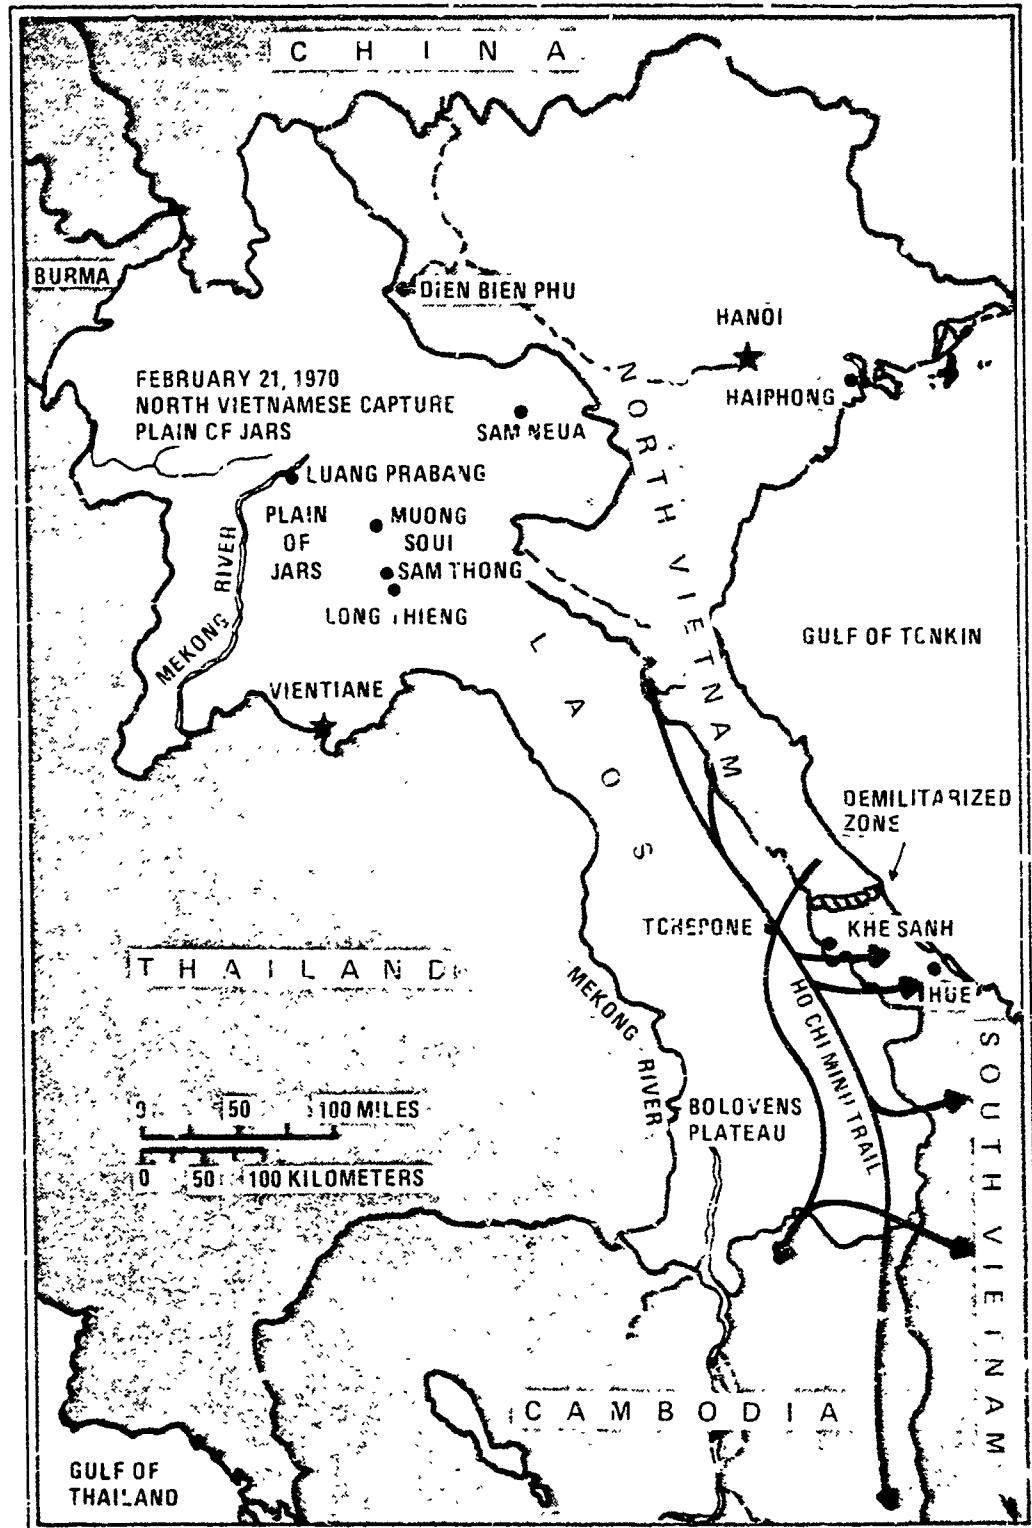 CHINA
BURMA
DIEN BIEN PHU
HANOI
HAIPHONG
FEBRUARY 21, 1970
NORTH VIETNAMESE CAPTURE
PLAIN OF JARS
SAM NEUA
NORTH VIETNAM
LUANG PRABANG
PLAIN
OF
JARS
MUONG
SOUI
SAM THONG
LONG THIENG
MEKONG RIVER
VIENTIANE
LAOS
GULF OF TONKIN
DEMILITARIZED
ZONE
TCHEPONE
KHE SANH
HUE
THAILAND
MEKONG RIVER
HO CHI MINH TRAIL
SOUTH VIETNAM
0 50 100 MILES
0 50 100 KILOMETERS
BOLOVENS
PLATEAU
CAMBODIA
GULF OF
THAILAND